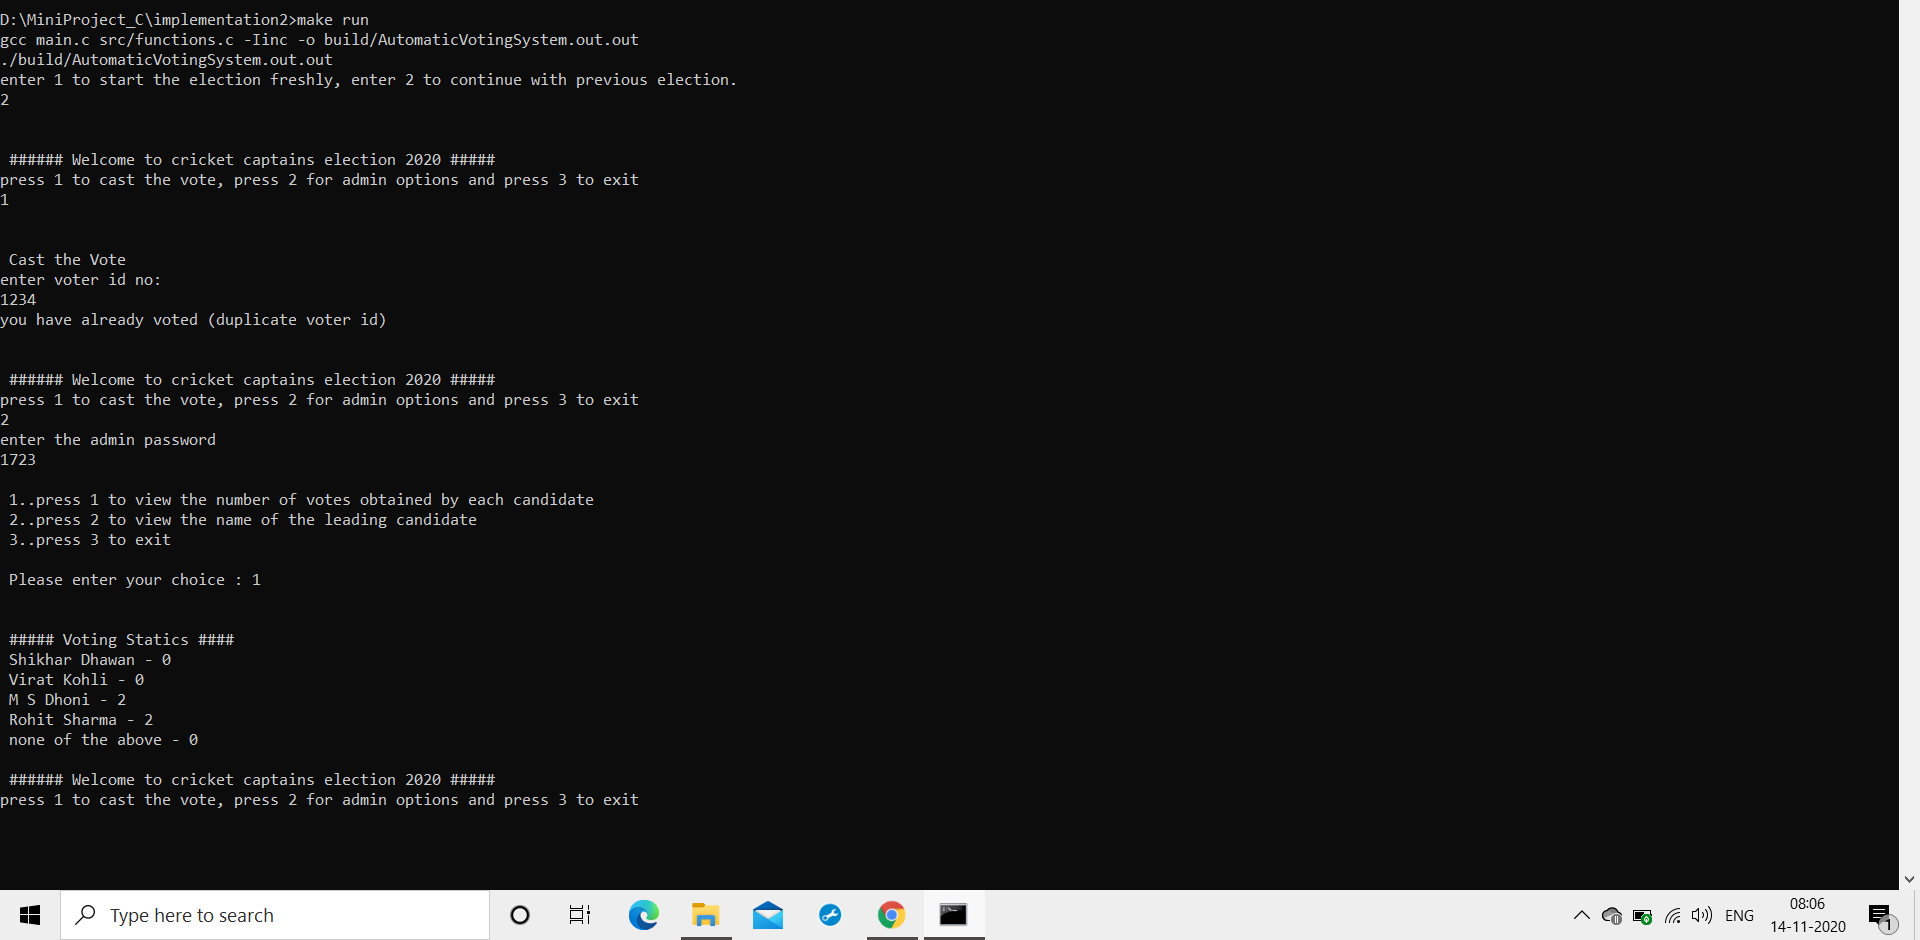 D:\MiniProject_C\implementation2>make run
gcc main.c src/functions.c -Iinc -o build/AutomaticVotingSystem.out.out
./build/AutomaticVotingSystem.out.out
enter 1 to start the election freshly, enter 2 to continue with previous election.
2
###### Welcome to cricket captains election 2020 #####
press 1 to cast the vote, press 2 for admin options and press 3 to exit
1
Cast the Vote
enter voter id no:
1234
you have already voted (duplicate voter id)
###### Welcome to cricket captains election 2020 #####
press 1 to cast the vote, press 2 for admin options and press 3 to exit
2
enter the admin password
1723
1..press 1 to view the number of votes obtained by each candidate
2..press 2 to view the name of the leading candidate
3..press 3 to exit
Please enter your choice : 1
##### Voting Statics ####
Shikhar Dhawan - 0
Virat Kohli - 0
M S Dhoni - 2
Rohit Sharma - 2
none of the above - 0
###### Welcome to cricket captains election 2020 #####
press 1 to cast the vote, press 2 for admin options and press 3 to exit
Type here to search
ENG
08:06
14-11-2020
1